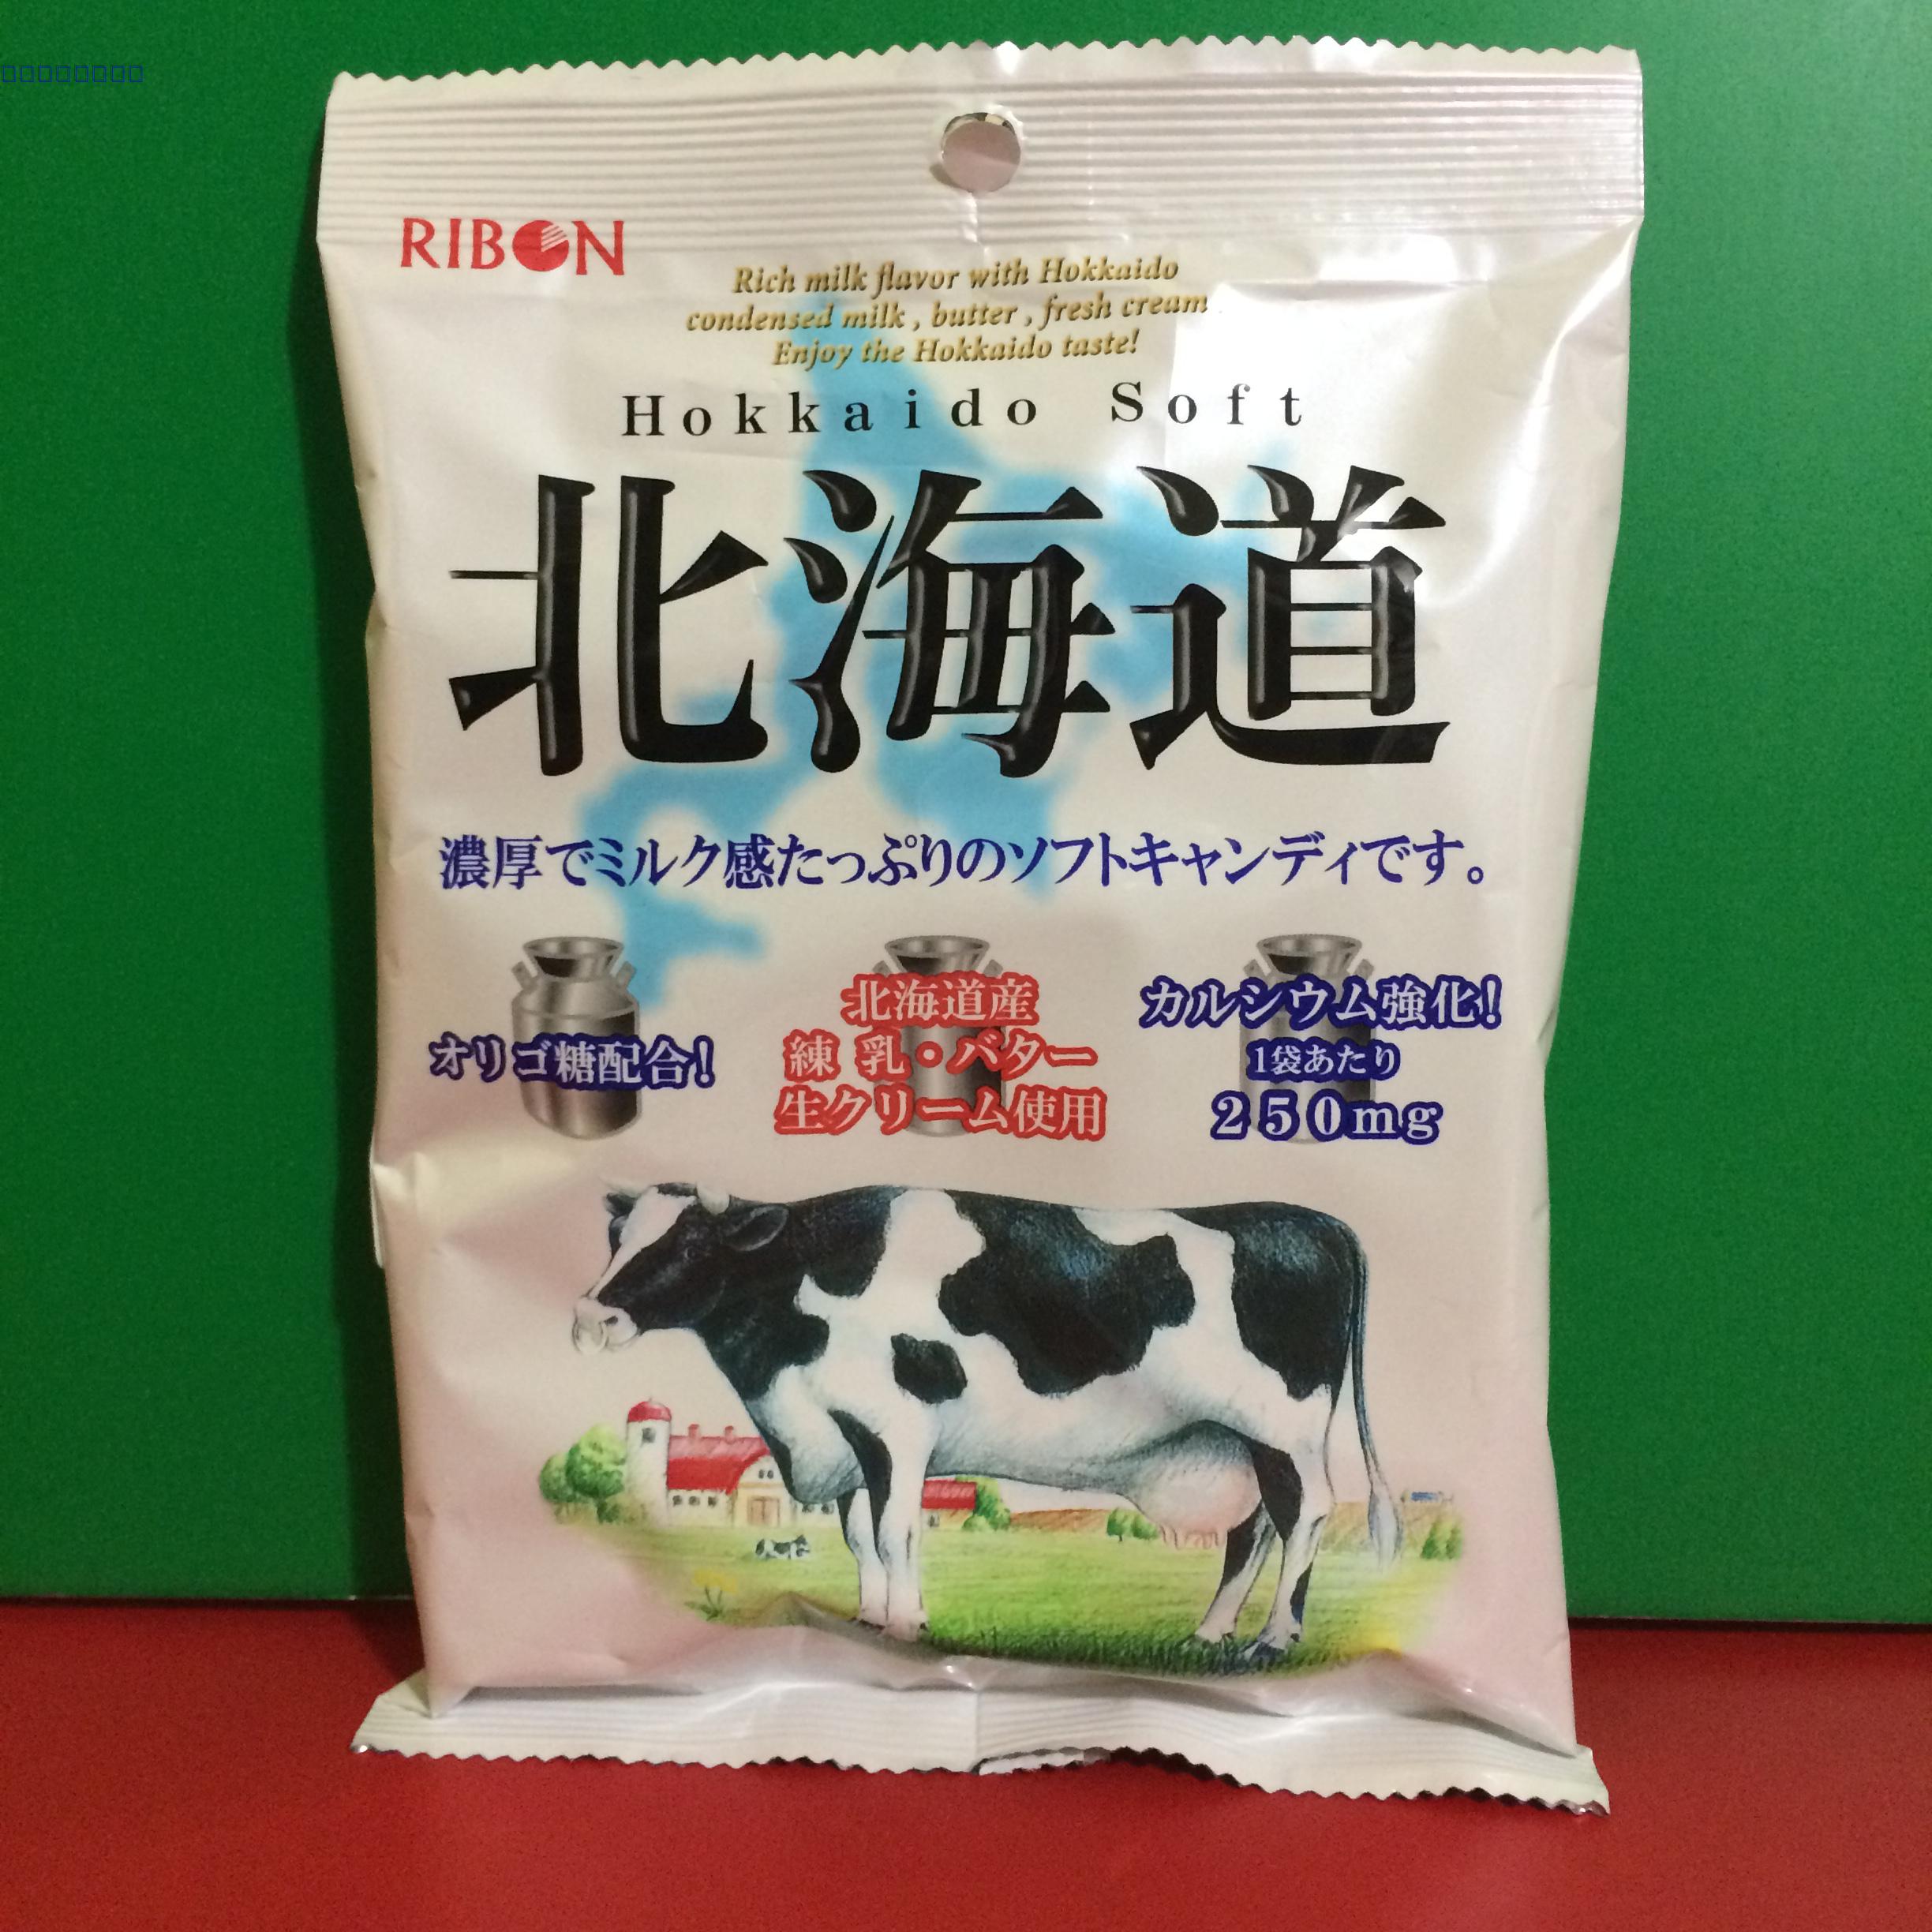 RIBON
Rich milk flavor with Hokkaido
condensed milk , butter , fresh cream
Enjoy the Hokkaido taste!
Hokkaido Soft
北海道
濃厚でミルク感たっぷりのソフトキャンディです。
オリゴ糖配合!
北海道産
練 乳・バター
生クリーム使用
カルシウム強化!
1袋あたり
250mg